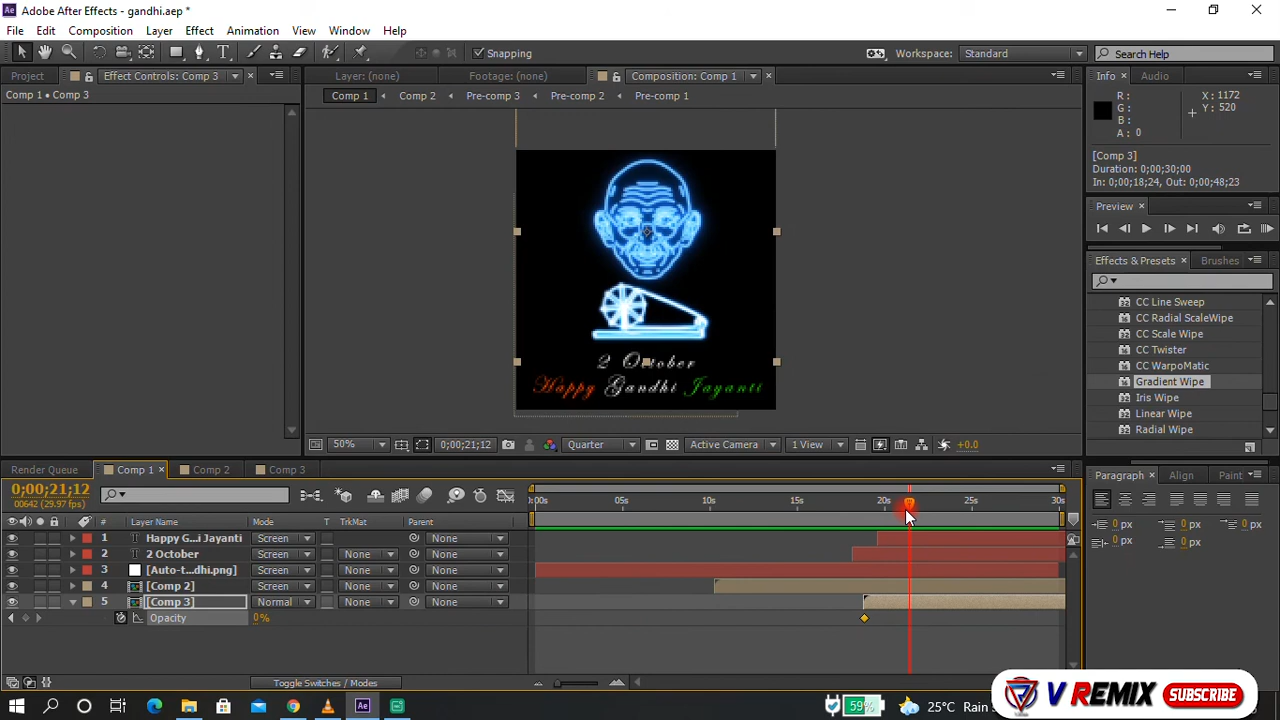 Adobe After Effects - gandhi.aep *
File Edit Composition Layer Effect Animation View Window Help
Snapping Workspace: Standard Search Help
Project Effect Controls: Comp 3 Layer: (none) Footage: (none) Composition: Comp 1 Info Audio
Comp 1 • Comp 3
Comp 1 Comp 2 Pre-comp 3 Pre-comp 2 Pre-comp 1
R : X : 1172
G : Y : 520
B :
A : 0
[Comp 3]
Duration: 0;00;30;00
In: 0;00;18;24, Out: 0;00;48;23
Preview
Effects & Presets Brushes
CC Line Sweep
CC Radial ScaleWipe
CC Scale Wipe
CC Twister
CC WarpoMatic
Gradient Wipe
Iris Wipe
Linear Wipe
Radial Wipe
2 October
Happy Gandhi Jayanti
50% 0;00;21;12 Quarter Active Camera 1 View +0.0
Render Queue Comp 1 Comp 2 Comp 3
Paragraph Align Paint
0;00;21;12
00642 (29.97 fps)
:00s 05s 10s 15s 20s 25s 30s
# Layer Name Mode T TrkMat Parent
1 Happy G...i Jayanti Screen None
2 2 October Screen None None
3 [Auto-t...dhi.png] Screen None None
4 [Comp 2] Screen None None
5 [Comp 3] Normal None None
Opacity 0%
0 px 0 px 0 px
0 px 0 px
Toggle Switches / Modes
V REMIX SUBSCRIBE
59% 25°C Rain